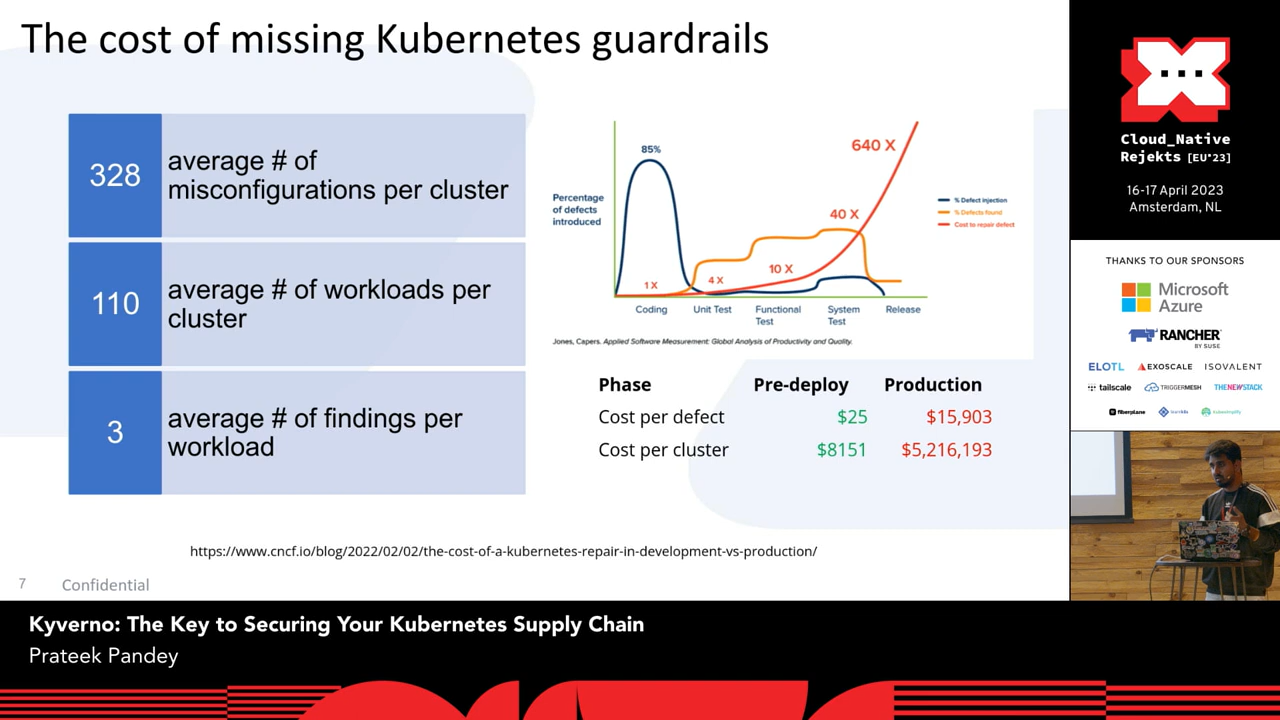 The cost of missing Kubernetes guardrails
328
average # of
misconfigurations per cluster
110
average # of workloads per
cluster
3
average # of findings per
workload
85%
640 X
Percentage
of defects
introduced
% Defect injection
% Defects found
Cost to repair defect
40 X
10 X
4 X
1 X
Coding
Unit Test
Functional
Test
System
Test
Release
Jones, Capers. Applied Software Measurement: Global Analysis of Productivity and Quality.
Phase Pre-deploy Production
Cost per defect $25 $15,903
Cost per cluster $8151 $5,216,193
https://www.cncf.io/blog/2022/02/02/the-cost-of-a-kubernetes-repair-in-development-vs-production/
7 Confidential
Cloud_Native
Rejekts [EU'23]
16-17 April 2023
Amsterdam, NL
THANKS TO OUR SPONSORS
Microsoft
Azure
RANCHER
BY SUSE
ELOTL EXOSCALE ISOVALENT
tailscale TRIGGERMESH THENEWSTACK
fiberplane kubesimplify
Kyverno: The Key to Securing Your Kubernetes Supply Chain
Prateek Pandey